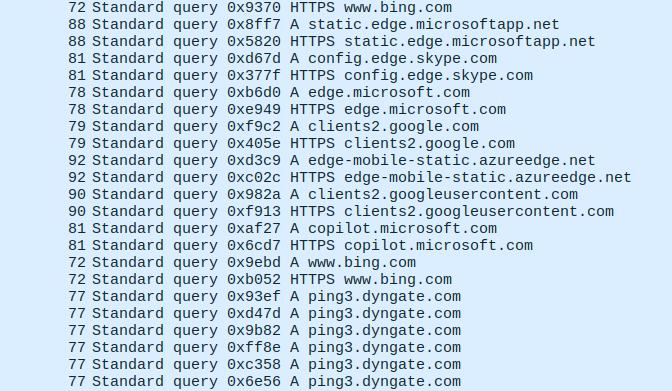 72 Standard query 0x9370 HTTPS www.bing.com
88 Standard query 0x8ff7 A static.edge.microsoftapp.net
88 Standard query 0x5820 HTTPS static.edge.microsoftapp.net
81 Standard query 0xd67d A config.edge.skype.com
81 Standard query 0x377f HTTPS config.edge.skype.com
78 Standard query 0xb6d0 A edge.microsoft.com
78 Standard query 0xe949 HTTPS edge.microsoft.com
79 Standard query 0xf9c2 A clients2.google.com
79 Standard query 0x405e HTTPS clients2.google.com
92 Standard query 0xd3c9 A edge-mobile-static.azureedge.net
92 Standard query 0xc02c HTTPS edge-mobile-static.azureedge.net
90 Standard query 0x982a A clients2.googleusercontent.com
90 Standard query 0xf913 HTTPS clients2.googleusercontent.com
81 Standard query 0xaf27 A copilot.microsoft.com
81 Standard query 0x6cd7 HTTPS copilot.microsoft.com
72 Standard query 0x9ebd A www.bing.com
72 Standard query 0xb052 HTTPS www.bing.com
77 Standard query 0x93ef A ping3.dyngate.com
77 Standard query 0xd47d A ping3.dyngate.com
77 Standard query 0x9b82 A ping3.dyngate.com
77 Standard query 0xff8e A ping3.dyngate.com
77 Standard query 0xc358 A ping3.dyngate.com
77 Standard query 0x6e56 A ping3.dyngate.com